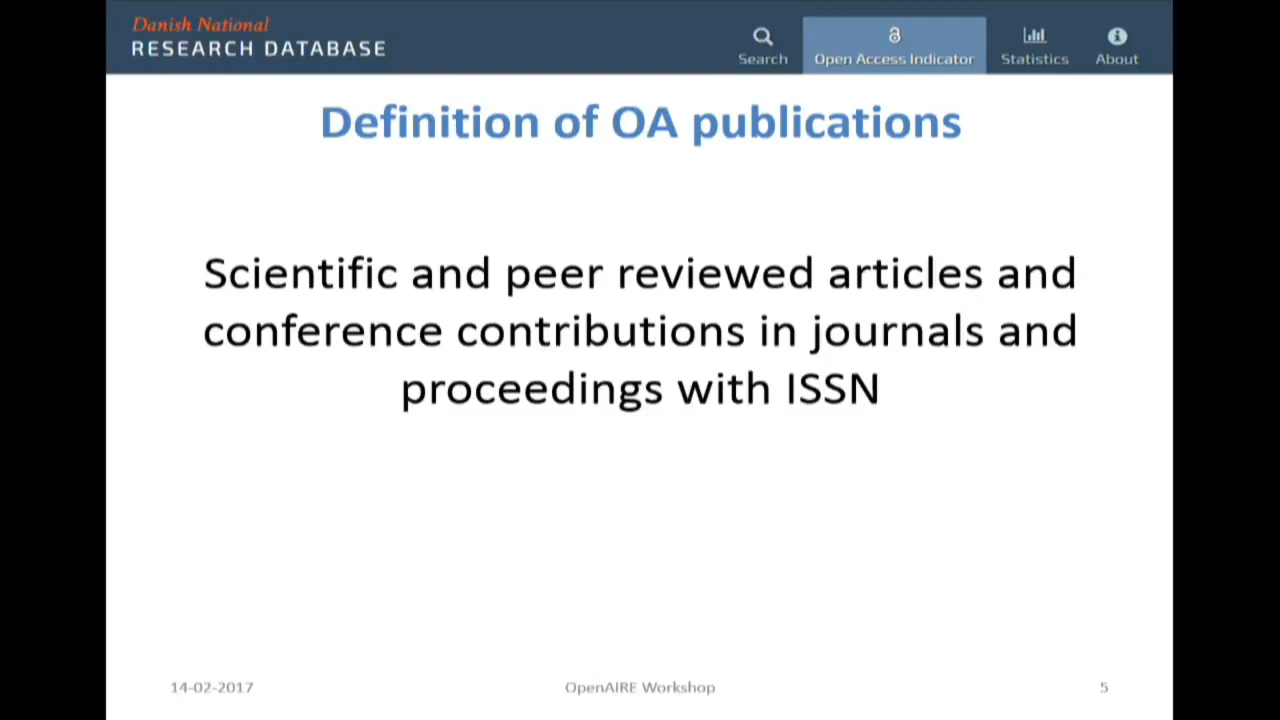 Danish National
RESEARCH DATABASE
Search
Open Access Indicator
Statistics
About
Definition of OA publications
Scientific and peer reviewed articles and
conference contributions in journals and
proceedings with ISSN
14-02-2017
OpenAIRE Workshop
5